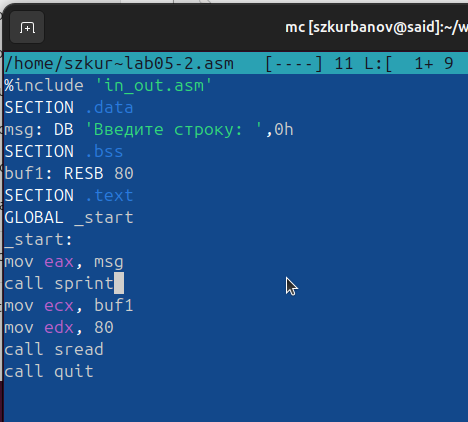 mc [szkurbanov@said]:~/w
/home/szkur~lab05-2.asm   [----] 11 L:[  1+ 9
%include 'in_out.asm'
SECTION .data
msg: DB 'Введите строку: ',0h
SECTION .bss
buf1: RESB 80
SECTION .text
GLOBAL _start
_start:
mov eax, msg
call sprint
mov ecx, buf1
mov edx, 80
call sread
call quit